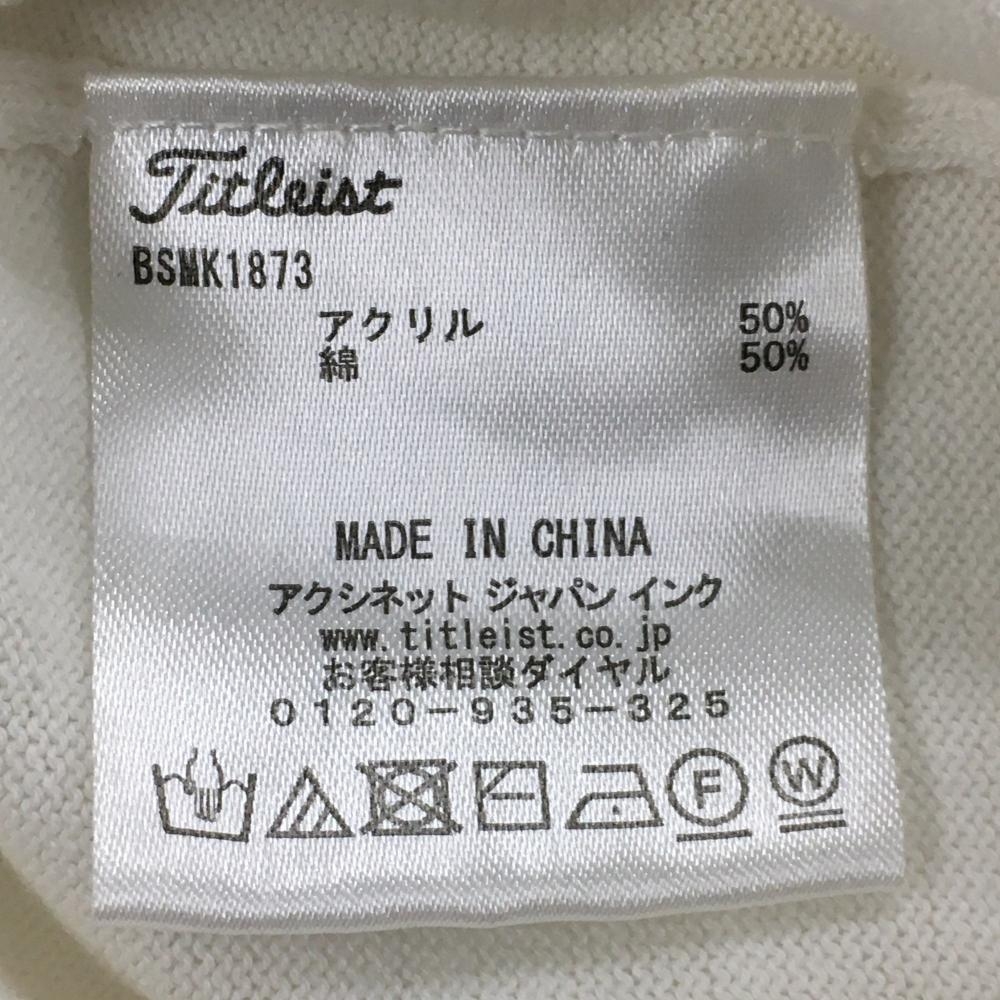 Titleist
BSMK1873
アクリル 50%
綿 50%
MADE IN CHINA
アクシネット ジャパン インク
www.titleist.co.jp
お客様相談ダイヤル
0120-935-325
F W